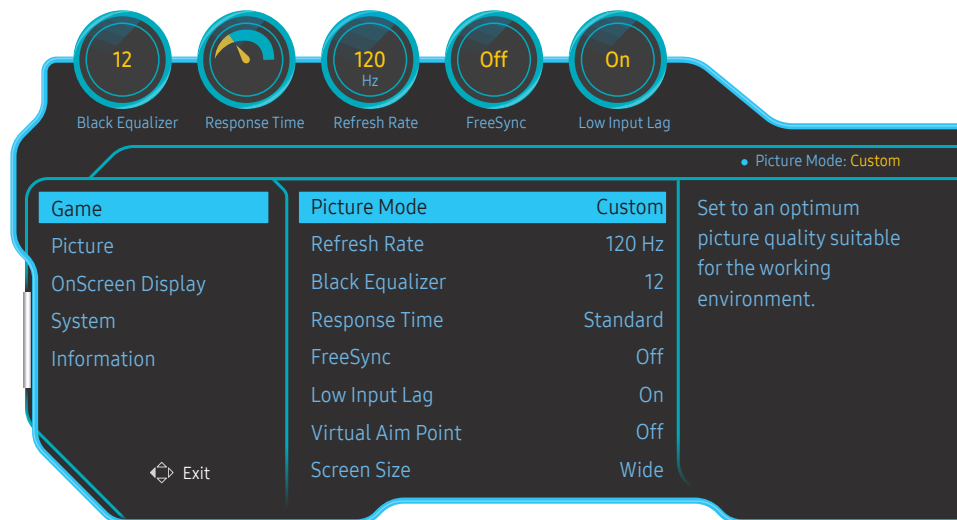 12
120
Hz
Off
On
Black Equalizer
Response Time
Refresh Rate
FreeSync
Low Input Lag
Picture Mode: Custom
Game
Picture
OnScreen Display
System
Information
Exit
Picture Mode Custom
Refresh Rate 120 Hz
Black Equalizer 12
Response Time Standard
FreeSync Off
Low Input Lag On
Virtual Aim Point Off
Screen Size Wide
Set to an optimum
picture quality suitable
for the working
environment.